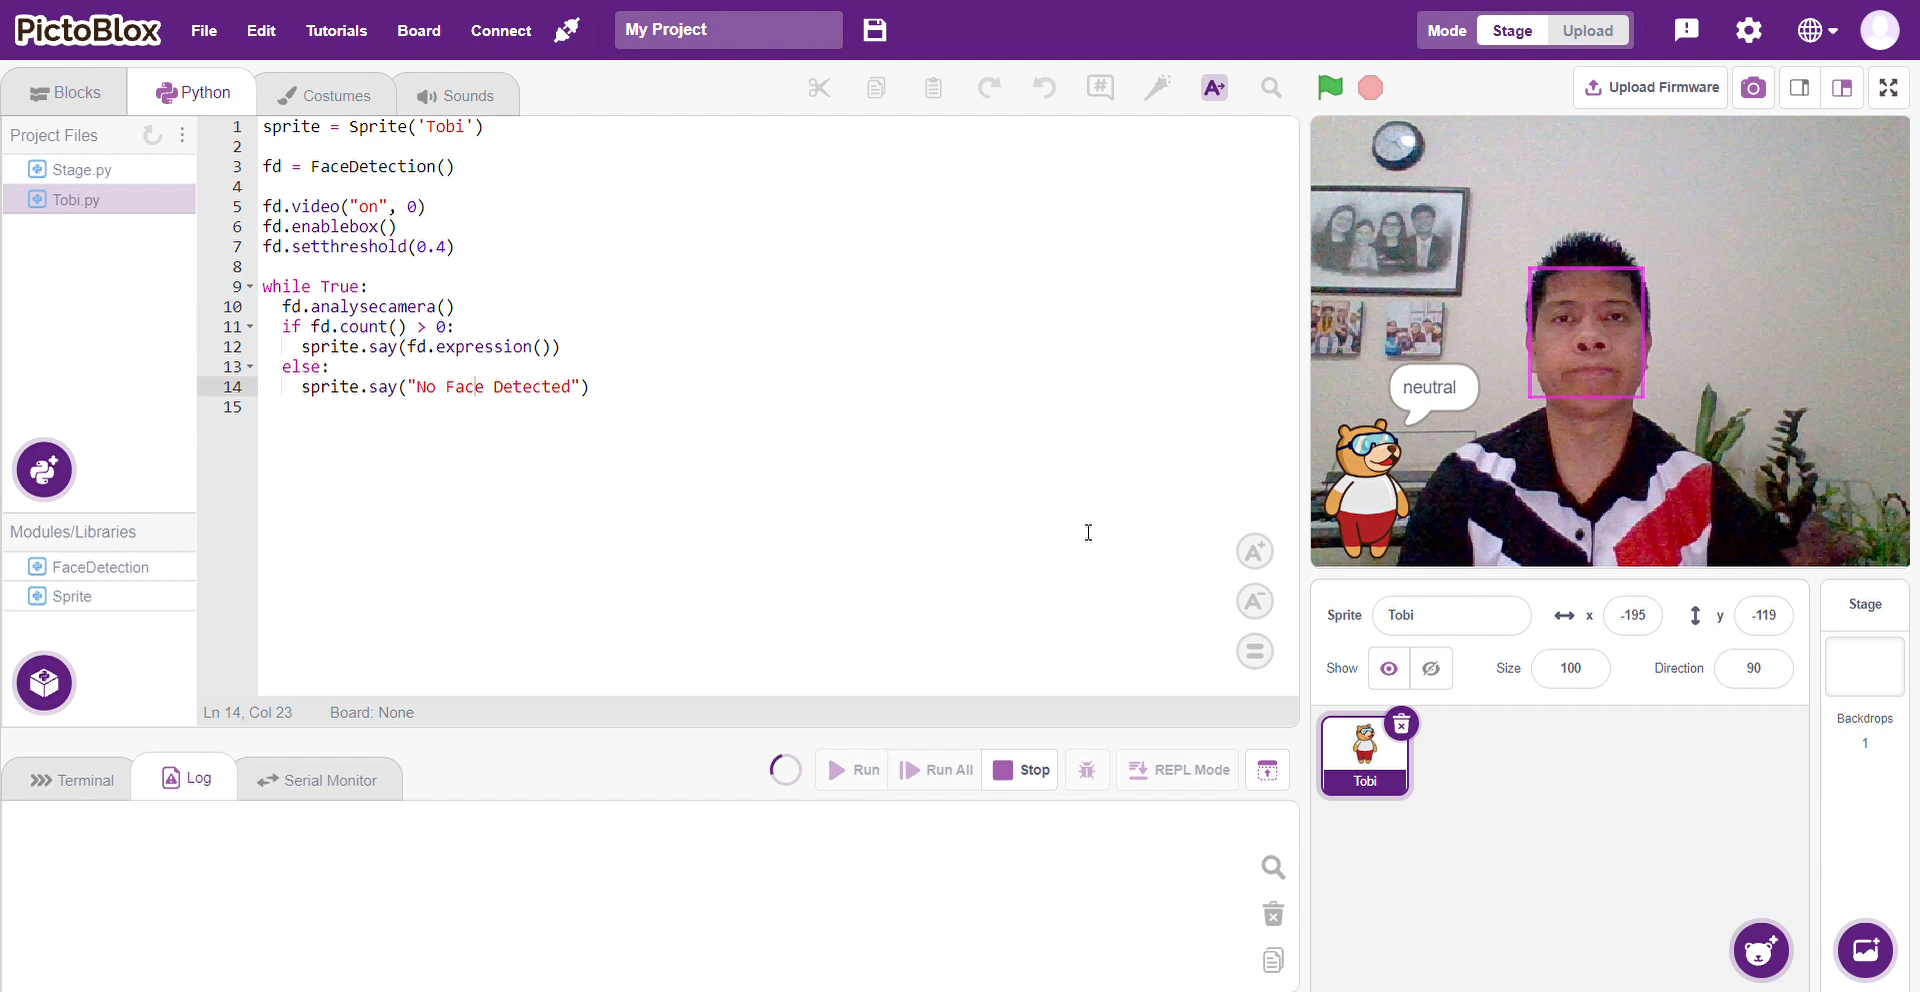 PictoBlox
File Edit Tutorials Board Connect My Project Mode Stage Upload
Blocks Python Costumes Sounds Upload Firmware
Project Files
Stage.py
Tobi.py
1 sprite = Sprite('Tobi')
2
3 fd = FaceDetection()
4
5 fd.video("on", 0)
6 fd.enablebox()
7 fd.setthreshold(0.4)
8
9 while True:
10 fd.analysecamera()
11 if fd.count() > 0:
12 sprite.say(fd.expression())
13 else:
14 sprite.say("No Face Detected")
15
Modules/Libraries
FaceDetection
Sprite
Ln 14, Col 23 Board: None
neutral
Sprite Tobi x -195 y -119
Show Size 100 Direction 90
Tobi
Stage
Backdrops
1
Terminal Log Serial Monitor Run Run All Stop REPL Mode